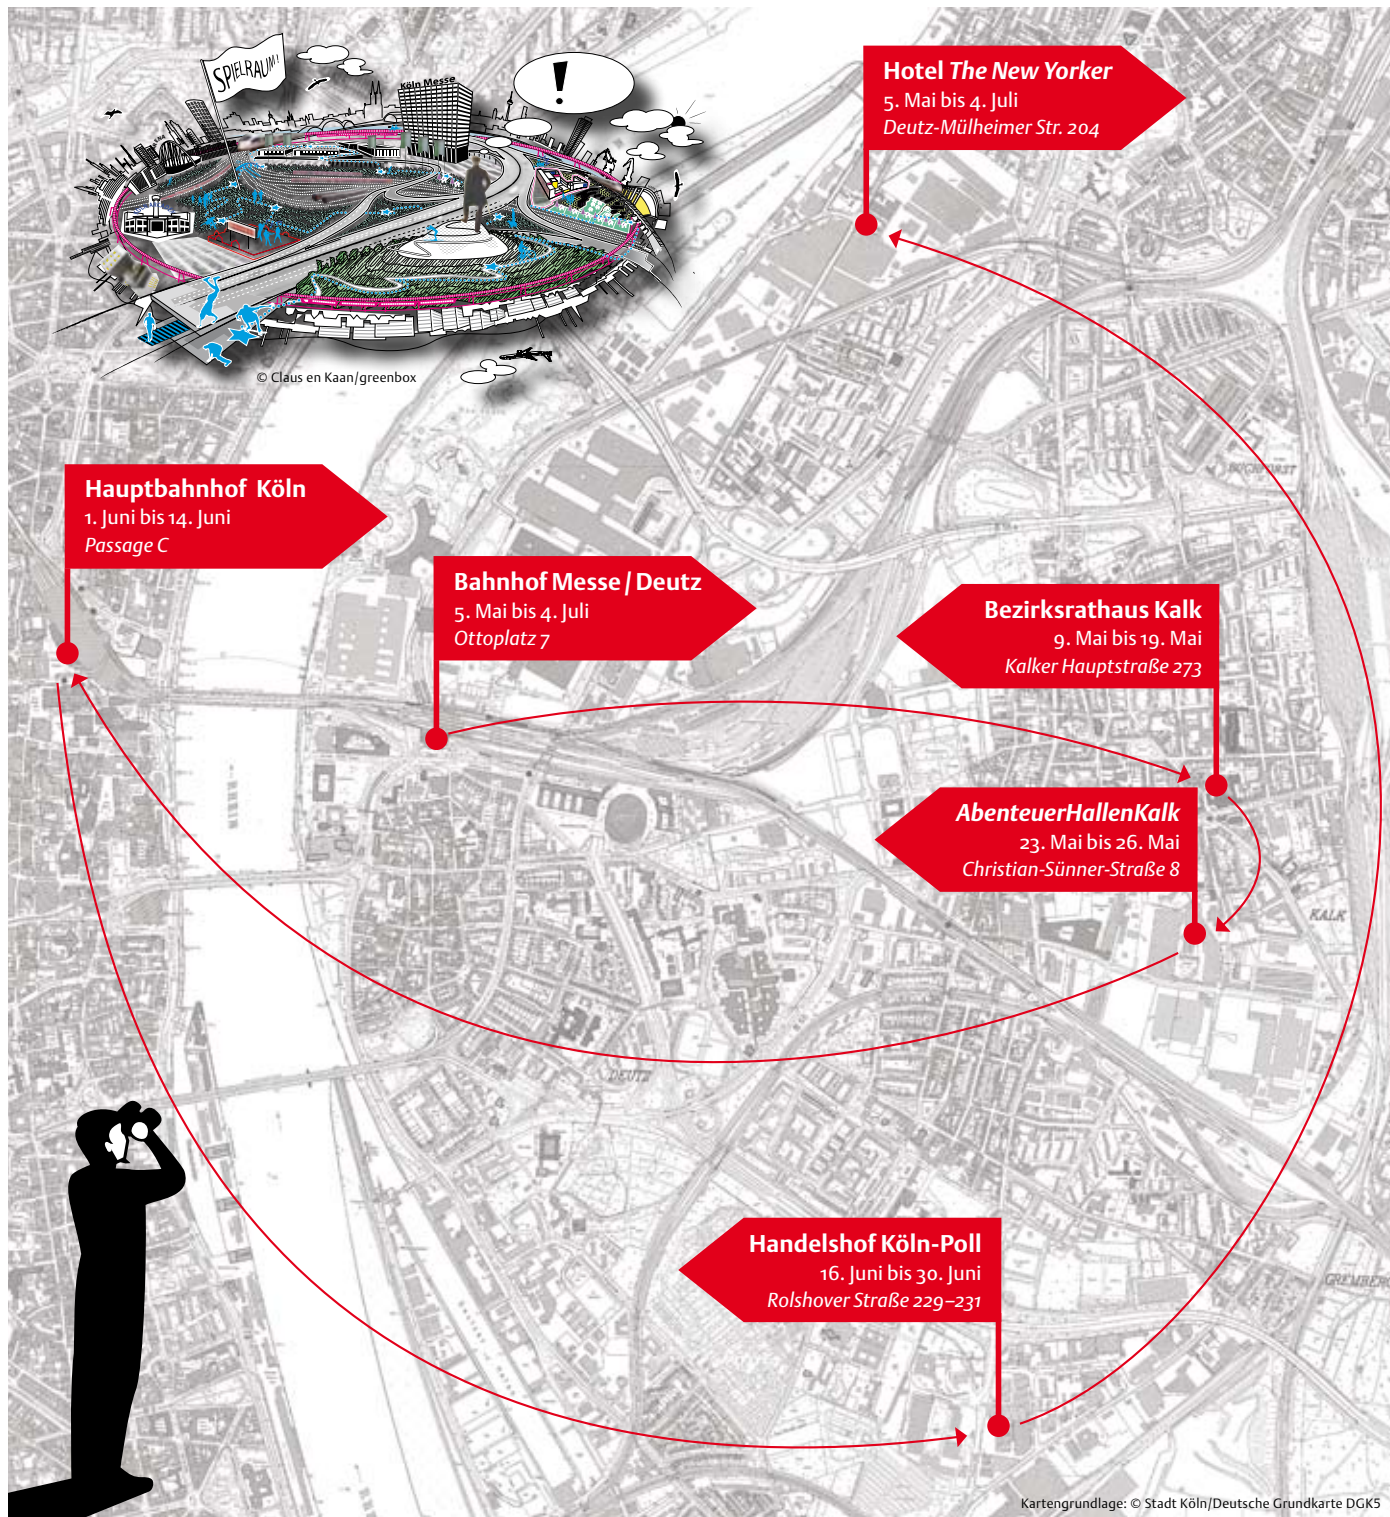 SPIELRAUM!
Köln Messe
!
© Claus en Kaan/greenbox
Hotel The New Yorker
5. Mai bis 4. Juli
Deutz-Mülheimer Str. 204
BUCHFORST
Hauptbahnhof Köln
1. Juni bis 14. Juni
Passage C
Bahnhof Messe / Deutz
5. Mai bis 4. Juli
Ottoplatz 7
Bezirksrathaus Kalk
9. Mai bis 19. Mai
Kalker Hauptstraße 273
AbenteuerHallenKalk
23. Mai bis 26. Mai
Christian-Sünner-Straße 8
KALK
DEUTZ
Handelshof Köln-Poll
16. Juni bis 30. Juni
Rolshover Straße 229–231
GREMBERG
Kartengrundlage: © Stadt Köln/Deutsche Grundkarte DGK5